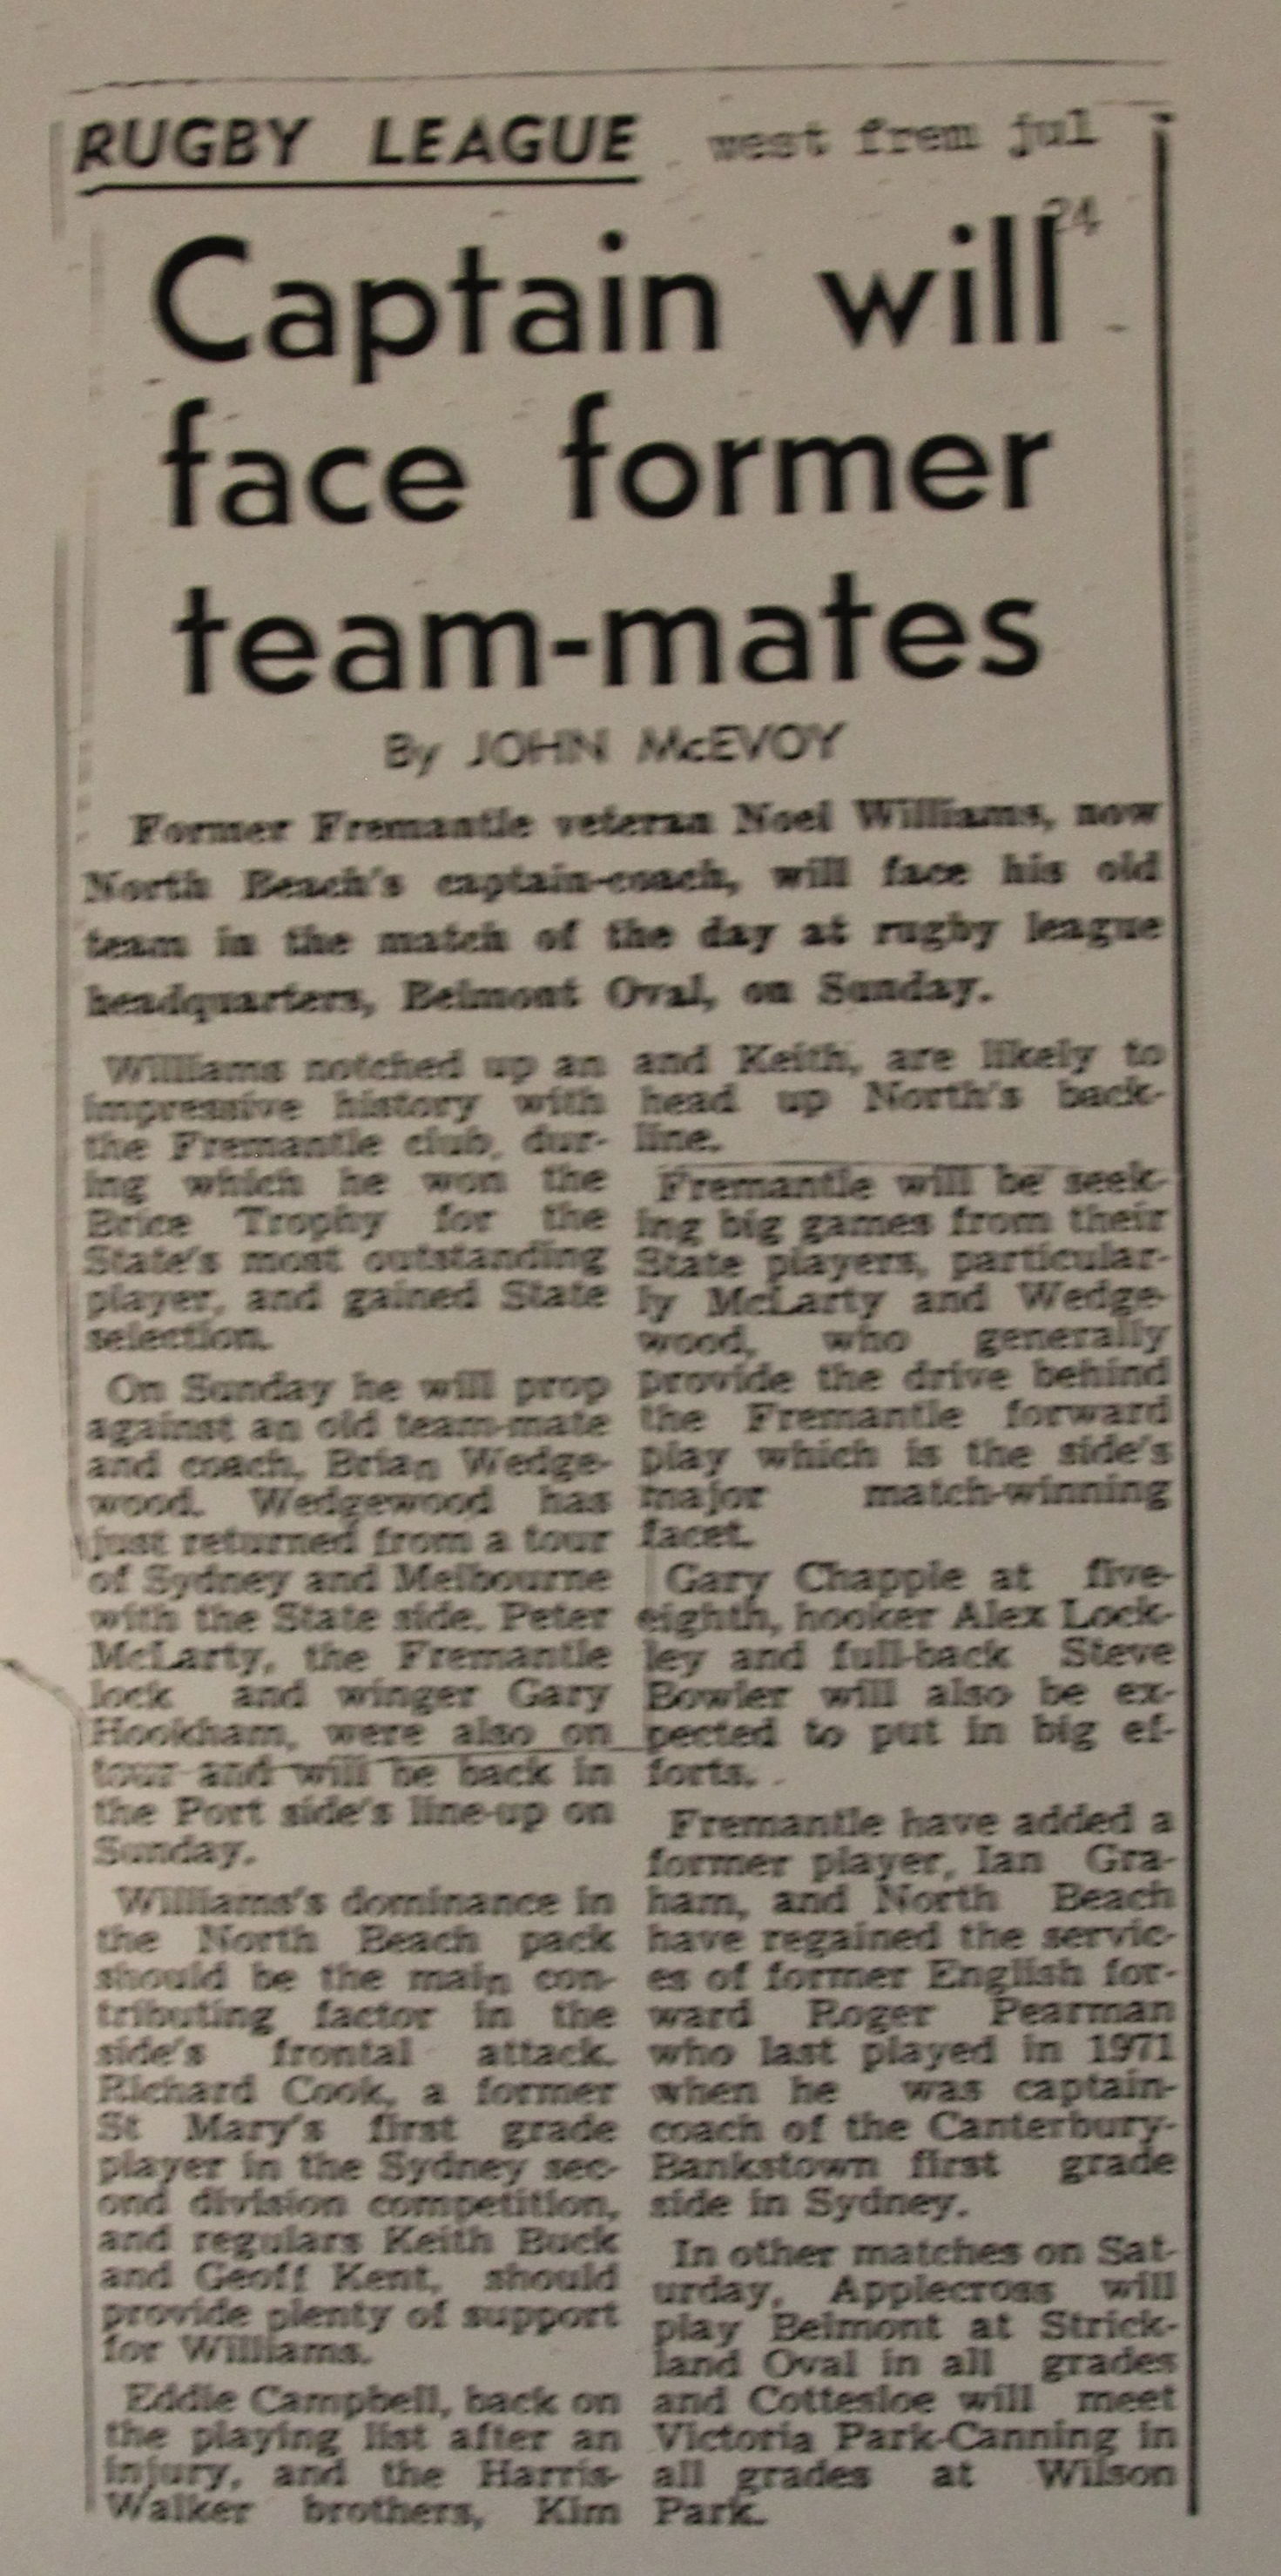 RUGBY LEAGUE
west frem jul
24
Captain will
face former
team-mates
By JOHN McEVOY
Former Fremantle veteran Noel Williams, now
North Beach's captain-coach, will face his old
team in the match of the day at rugby league
headquarters, Belmont Oval, on Sunday.
Williams notched up an
impressive history with
the Fremantle club, dur-
ing which he won the
Brice Trophy for the
State's most outstanding
player, and gained State
selection.
On Sunday he will prop
against an old team-mate
and coach, Brian Wedge-
wood. Wedgewood has
just returned from a tour
of Sydney and Melbourne
with the State side. Peter
McLarty, the Fremantle
lock and winger Gary
Hookham, were also on
tour and will be back in
the Port side's line-up on
Sunday.
Williams's dominance in
the North Beach pack
should be the main con-
tributing factor in the
side's frontal attack.
Richard Cook, a former
St Mary's first grade
player in the Sydney sec-
ond division competition,
and regulars Keith Buck
and Geoff Kent, should
provide plenty of support
for Williams.
Eddie Campbell, back on
the playing list after an
injury, and the Harris-
Walker brothers, Kim
and Keith, are likely to
head up North's back-
line.
Fremantle will be seek-
ing big games from their
State players, particular-
ly McLarty and Wedge-
wood, who generally
provide the drive behind
the Fremantle forward
play which is the side's
major match-winning
facet.
Gary Chapple at five-
eighth, hooker Alex Lock-
ley and full-back Steve
Bowler will also be ex-
pected to put in big ef-
forts.
Fremantle have added a
former player, Ian Gra-
ham, and North Beach
have regained the servic-
es of former English for-
ward Roger Pearman
who last played in 1971
when he was captain-
coach of the Canterbury-
Bankstown first grade
side in Sydney.
In other matches on Sat-
urday, Applecross will
play Belmont at Strick-
land Oval in all grades
and Cottesloe will meet
Victoria Park-Canning in
all grades at Wilson
Park.